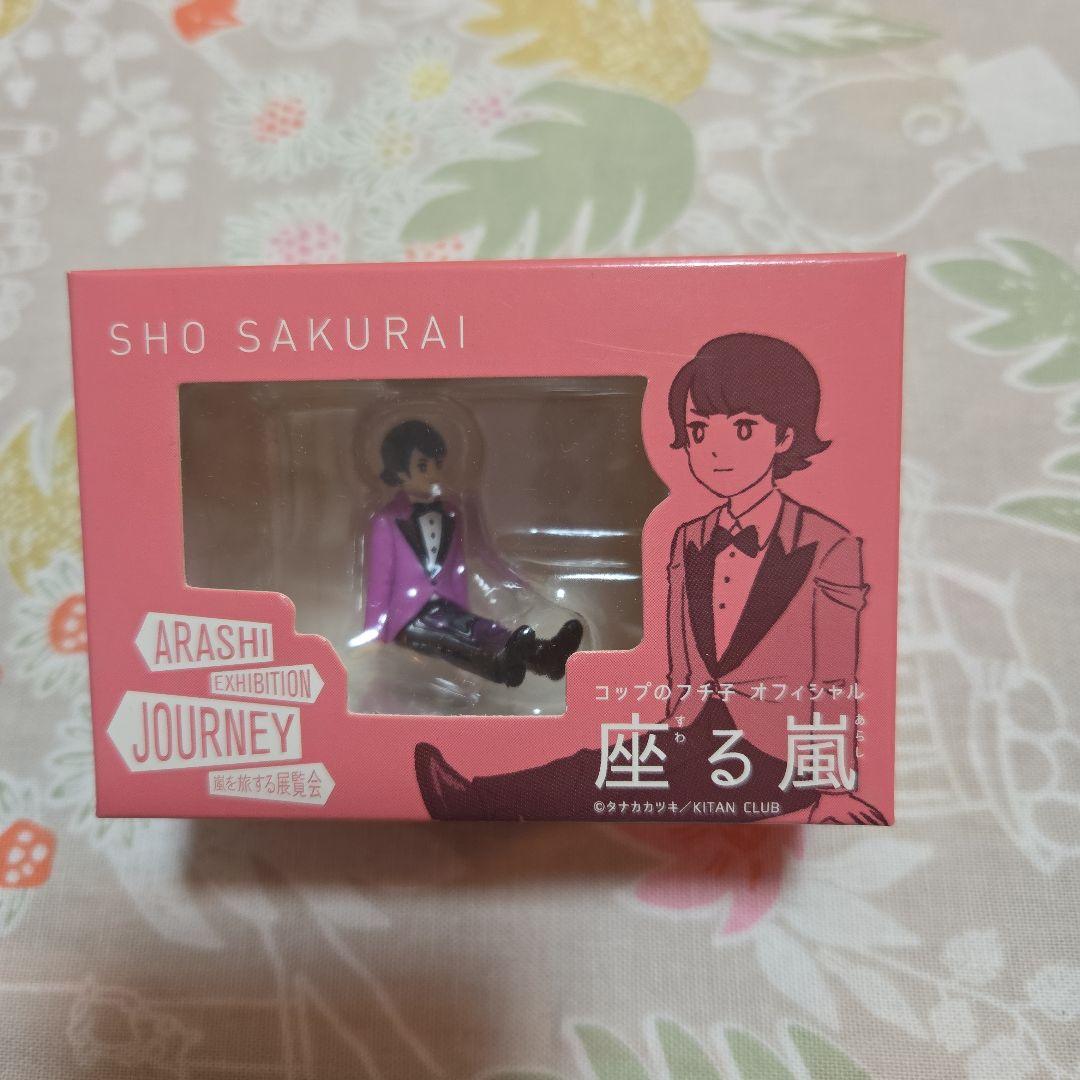 SHO SAKURAI
ARASHI
EXHIBITION
JOURNEY
嵐を旅する展覧会
コップのフチ子 オフィシャル
座る嵐
すわ
あらし
©タナカカツキ/KITAN CLUB